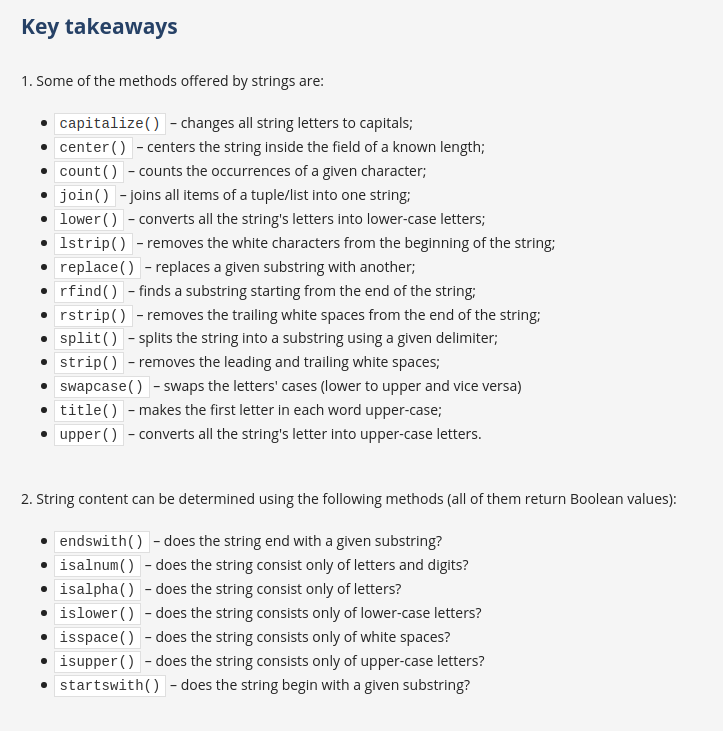 Key takeaways
1. Some of the methods offered by strings are:
capitalize() – changes all string letters to capitals;
center() – centers the string inside the field of a known length;
count() – counts the occurrences of a given character;
join() – joins all items of a tuple/list into one string;
lower() – converts all the string's letters into lower-case letters;
lstrip() – removes the white characters from the beginning of the string;
replace() – replaces a given substring with another;
rfind() – finds a substring starting from the end of the string;
rstrip() – removes the trailing white spaces from the end of the string;
split() – splits the string into a substring using a given delimiter;
strip() – removes the leading and trailing white spaces;
swapcase() – swaps the letters' cases (lower to upper and vice versa)
title() – makes the first letter in each word upper-case;
upper() – converts all the string's letter into upper-case letters.
2. String content can be determined using the following methods (all of them return Boolean values):
endswith() – does the string end with a given substring?
isalnum() – does the string consist only of letters and digits?
isalpha() – does the string consist only of letters?
islower() – does the string consists only of lower-case letters?
isspace() – does the string consists only of white spaces?
isupper() – does the string consists only of upper-case letters?
startswith() – does the string begin with a given substring?